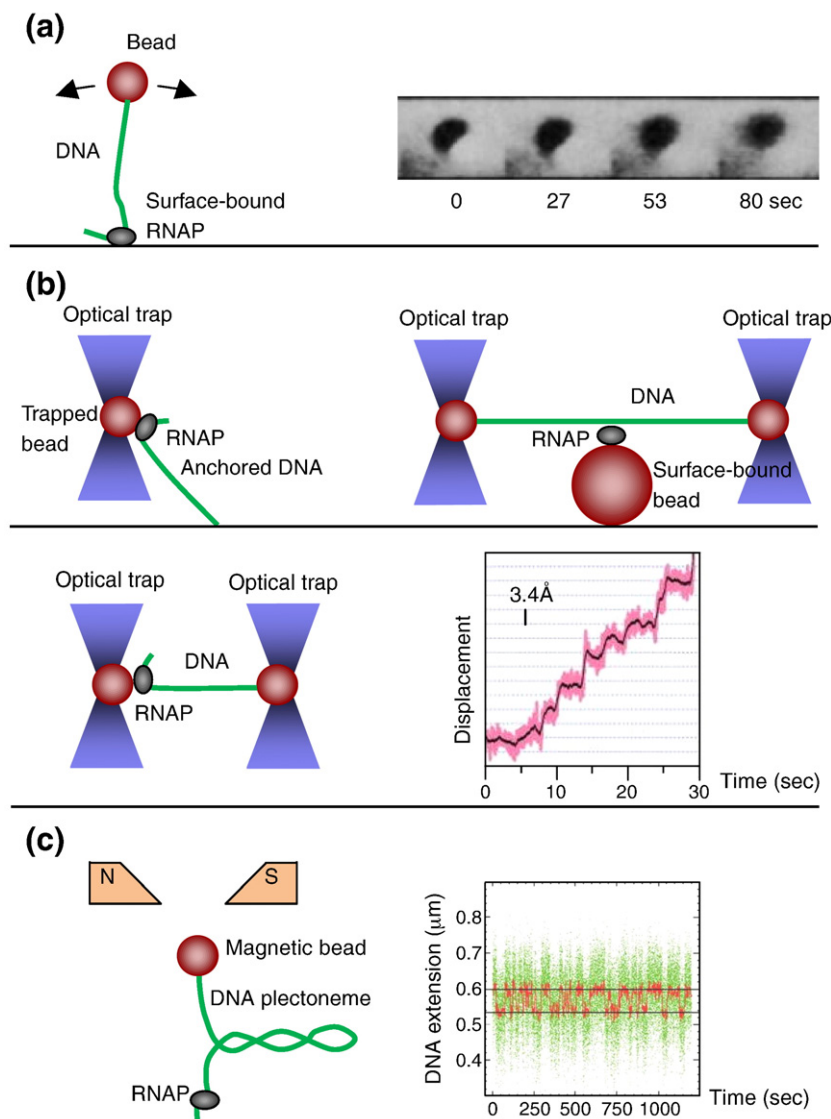 (a)
Bead
DNA
Surface-bound
RNAP
0 27 53 80 sec
(b)
Optical trap
Trapped
bead
RNAP
Anchored DNA
Optical trap Optical trap
DNA
RNAP
Surface-bound
bead
Optical trap Optical trap
DNA
RNAP
3.4Å
Displacement
0 10 20 30
Time (sec)
(c)
N S
Magnetic bead
DNA plectoneme
RNAP
DNA extension (μm)
0.8
0.7
0.6
0.5
0.4
0 250 500 750 1000
Time (sec)